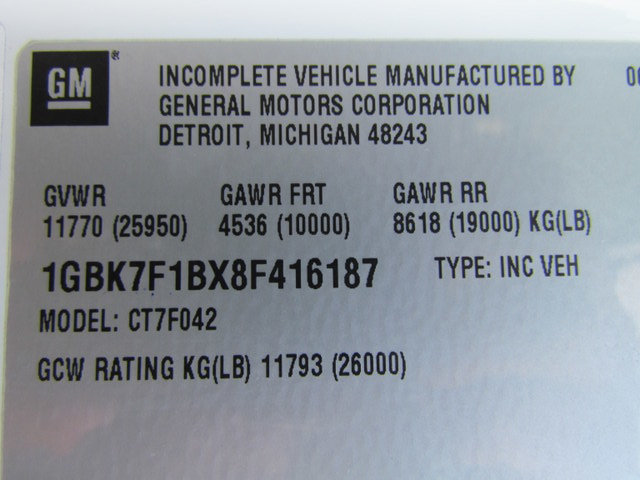 GM®
INCOMPLETE VEHICLE MANUFACTURED BY
GENERAL MOTORS CORPORATION
DETROIT, MICHIGAN 48243
GVWR GAWR FRT GAWR RR
11770 (25950) 4536 (10000) 8618 (19000) KG(LB)
1GBK7F1BX8F416187 TYPE: INC VEH
MODEL: CT7F042
GCW RATING KG(LB) 11793 (26000)